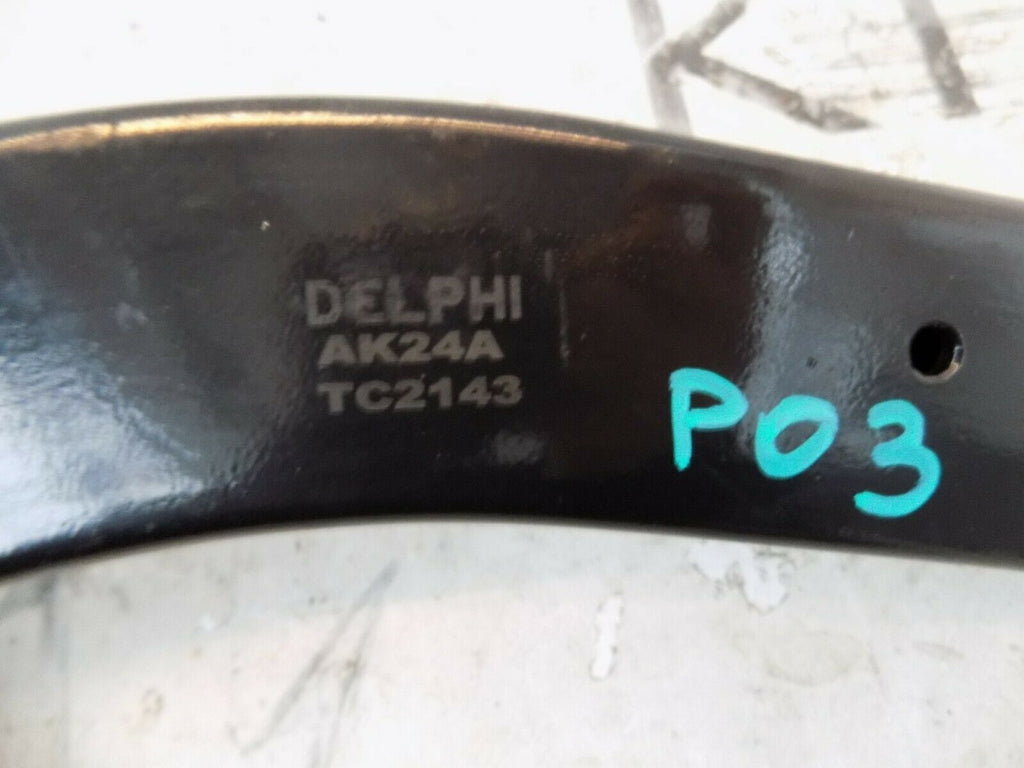 DELPHI
AK24A
TC2143
P03